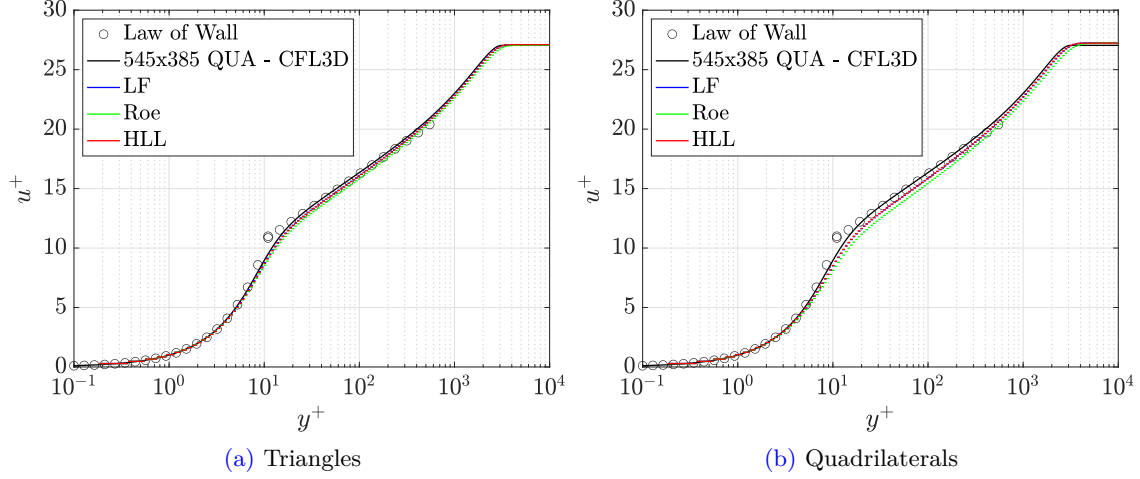 30
25
20
15
10
5
0
u⁺
Law of Wall
545x385 QUA - CFL3D
LF
Roe
HLL
10⁻¹ 10⁰ 10¹ 10² 10³ 10⁴
y⁺
(a) Triangles
30
25
20
15
10
5
0
u⁺
Law of Wall
545x385 QUA - CFL3D
LF
Roe
HLL
10⁻¹ 10⁰ 10¹ 10² 10³ 10⁴
y⁺
(b) Quadrilaterals